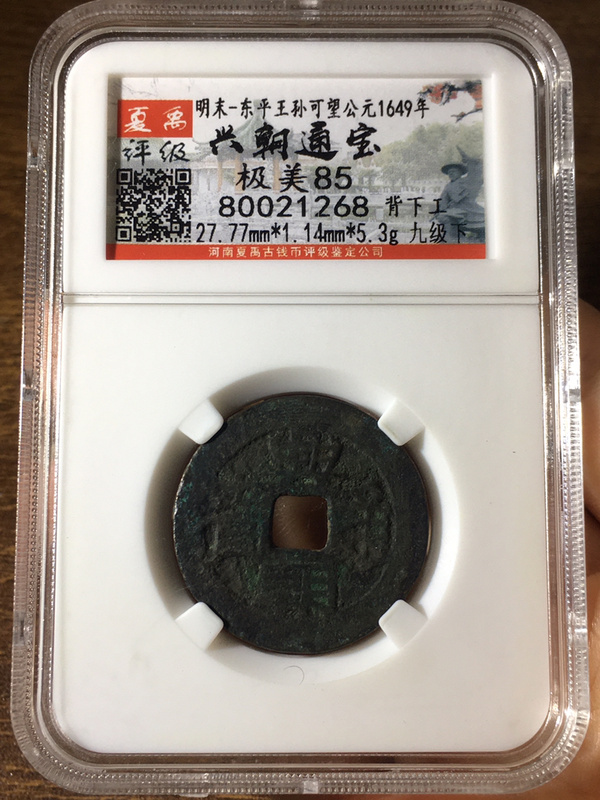 夏禹
评级
明末-东平王孙可望公元1649年
兴朝通宝
极美85
80021268 背下工
27.77mm*1.14mm*5.3g 九级下
河南夏禹古钱币评级鉴定公司